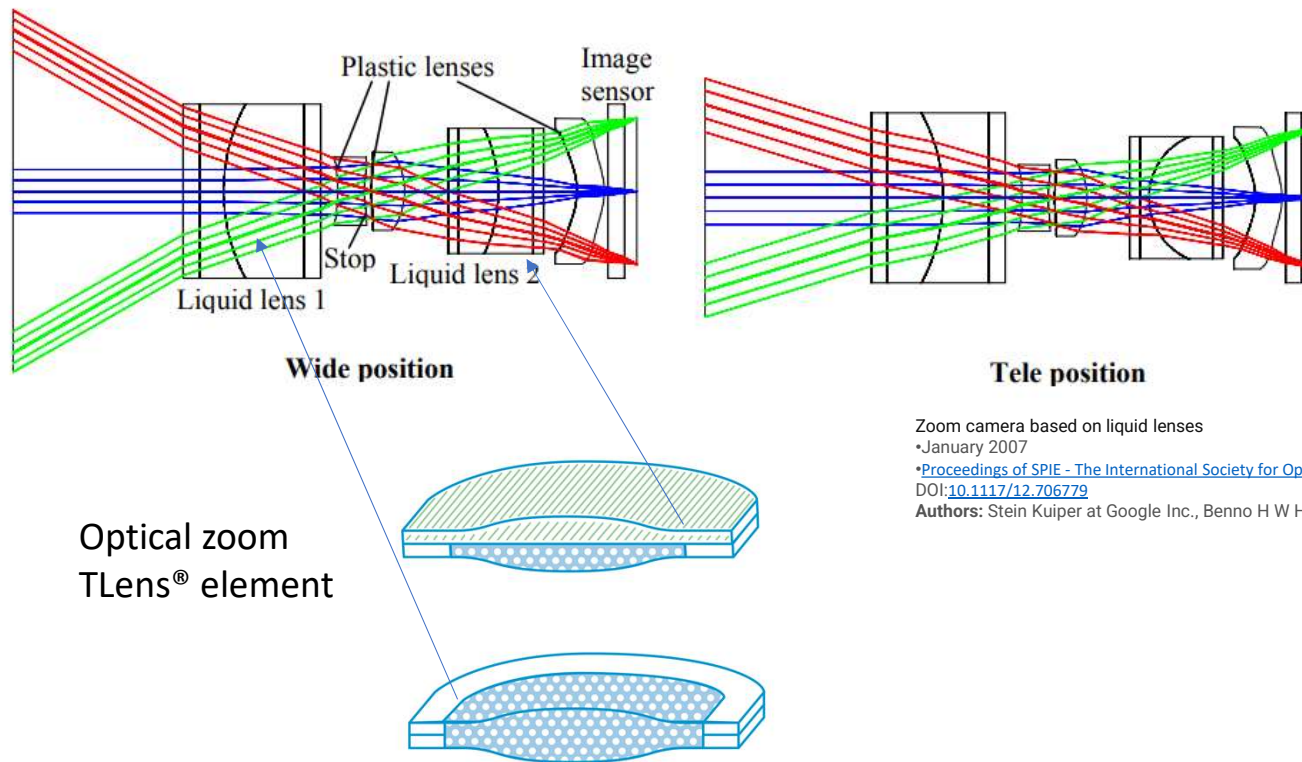 Plastic lenses
Image
sensor
Stop
Liquid lens 1
Liquid lens 2
Wide position
Tele position
Zoom camera based on liquid lenses
•January 2007
•Proceedings of SPIE - The International Society for Op
DOI:10.1117/12.706779
Authors: Stein Kuiper at Google Inc., Benno H W H
Optical zoom
TLens® element